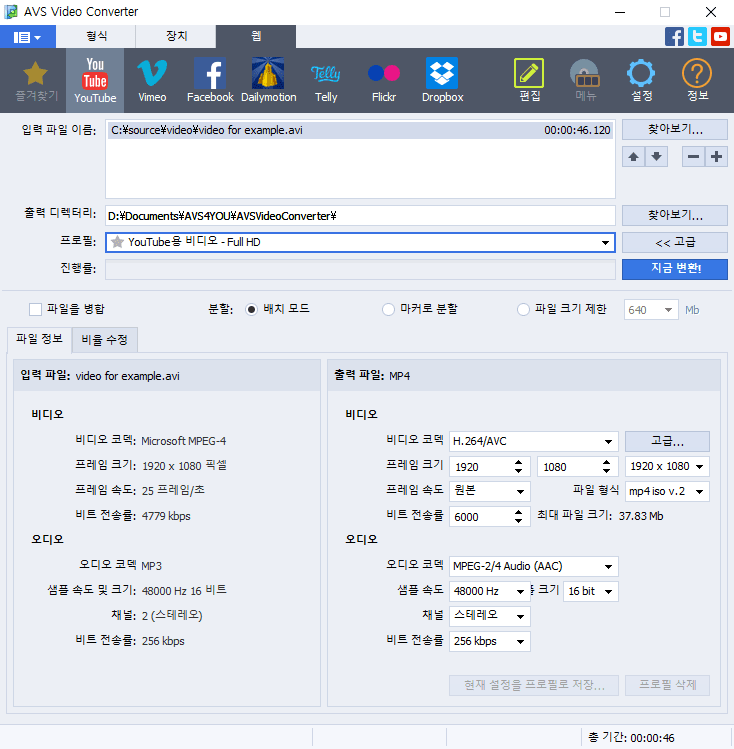 AVS Video Converter
형식 장치 웹
즐겨찾기 You Tube YouTube Vimeo Facebook Dailymotion Telly Telly Flickr Dropbox 편집 메뉴 설정 정보
입력 파일 이름: C:₩source₩video₩video for example.avi 00:00:46.120 찾아보기...
출력 디렉터리: D:₩Documents₩AVS4YOU₩AVSVideoConverter₩ 찾아보기...
프로필: YouTube용 비디오 - Full HD << 고급
진행률: 지금 변환!
파일을 병합 분할: 배치 모드 마커로 분할 파일 크기 제한 640 Mb
파일 정보 비율 수정
입력 파일: video for example.avi
비디오
비디오 코덱: Microsoft MPEG-4
프레임 크기: 1920 x 1080 픽셀
프레임 속도: 25 프레임/초
비트 전송률: 4779 kbps
오디오
오디오 코덱 MP3
샘플 속도 및 크기: 48000 Hz 16 비트
채널: 2 (스테레오)
비트 전송률: 256 kbps
출력 파일: MP4
비디오
비디오 코덱 H.264/AVC 고급...
프레임 크기 1920 1080 1920 x 1080
프레임 속도 원본 파일 형식 mp4 iso v.2
비트 전송률 6000 최대 파일 크기: 37.83 Mb
오디오
오디오 코덱 MPEG-2/4 Audio (AAC)
샘플 속도 48000 Hz 크기 16 bit
채널 스테레오
비트 전송률 256 kbps
현재 설정을 프로필로 저장... 프로필 삭제
총 기간: 00:00:46